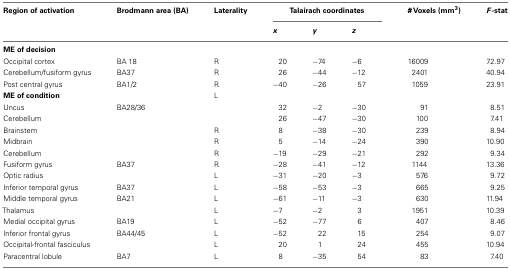 Region of activation Brodmann area (BA) Laterality Talairach coordinates # Voxels (mm³) F-stat
x y z
ME of decision
Occipital cortex BA 18 R 20 −74 −6 16009 72.97
Cerebellum/fusiform gyrus BA37 R 26 −44 −12 2401 40.94
Post central gyrus BA1/2 R −40 −26 57 1059 23.91
ME of condition L
Uncus BA28/36 32 −2 −30 91 8.51
Cerebellum 26 −47 −30 100 7.41
Brainstem R 8 −38 −30 239 8.94
Midbrain R 5 −14 −24 390 10.90
Cerebellum R −19 −29 −21 292 9.34
Fusiform gyrus BA37 R −28 −41 −12 1144 13.36
Optic radius L −31 −20 −3 576 9.72
Inferior temporal gyrus BA37 L −58 −53 −3 665 9.25
Middle temporal gyrus BA21 L −61 −11 −3 630 11.94
Thalamus L −7 −2 3 1951 10.39
Medial occipital gyrus BA19 L −52 −77 6 407 8.46
Inferior frontal gyrus BA44/45 L −52 22 15 254 9.07
Occipital-frontal fasciculus L 20 1 24 455 10.94
Paracentral lobule BA7 L 8 −35 54 83 7.40